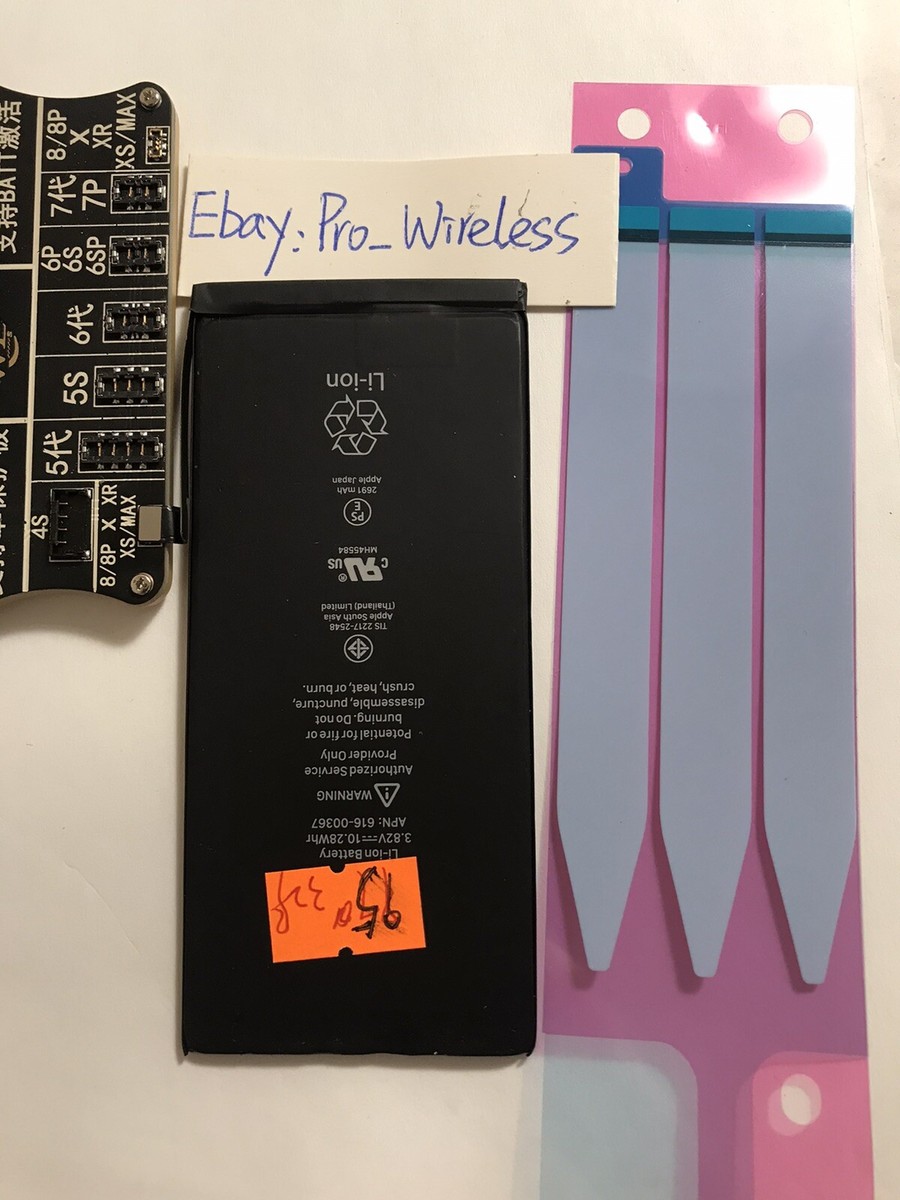 支持BATT激活
8/8P
X
XR
XS/MAX
7代
7P
6P
6S
6SP
6代
5S
5代
4S
8/8P X XR
XS/MAX
Ebay: Pro_Wireless
Li-ion Battery
3.82V⎓10.28Whr
APN: 616-00367
WARNING
Authorized Service
Provider Only
Potential for fire or
burning. Do not
disassemble, puncture,
crush, heat, or burn.
TIS 2217-2548
Apple South Asia
(Thailand) Limited
c RU US ®
MH45584
PS
E
2691 mAh
Apple Japan
Li-ion
95